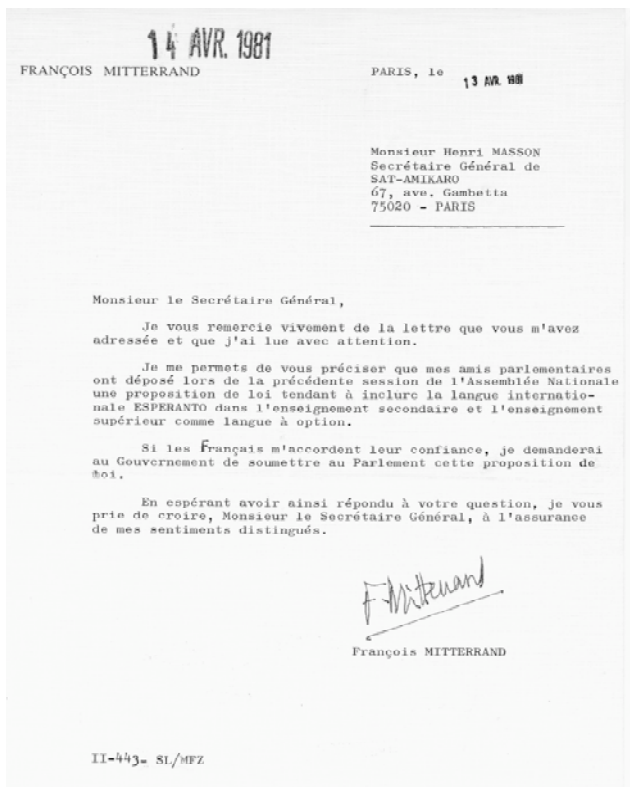 14 AVR. 1981
FRANÇOIS MITTERRAND
PARIS, le 13 AVR. 1981
Monsieur Henri MASSON
Secrétaire Général de
SAT-AMIKARO
67, ave. Gambetta
75020 - PARIS
Monsieur le Secrétaire Général,
Je vous remercie vivement de la lettre que vous m'avez
adressée et que j'ai lue avec attention.
Je me permets de vous préciser que mes amis parlementaires
ont déposé lors de la précédente session de l'Assemblée Nationale
une proposition de loi tendant à inclure la langue internatio-
nale ESPERANTO dans l'enseignement secondaire et l'enseignement
supérieur comme langue à option.
Si les Français m'accordent leur confiance, je demanderai
au Gouvernement de soumettre au Parlement cette proposition de
loi.
En espérant avoir ainsi répondu à votre question, je vous
prie de croire, Monsieur le Secrétaire Général, à l'assurance
de mes sentiments distingués.
F. Mitterrand
François MITTERRAND
II-443- SL/MFZ